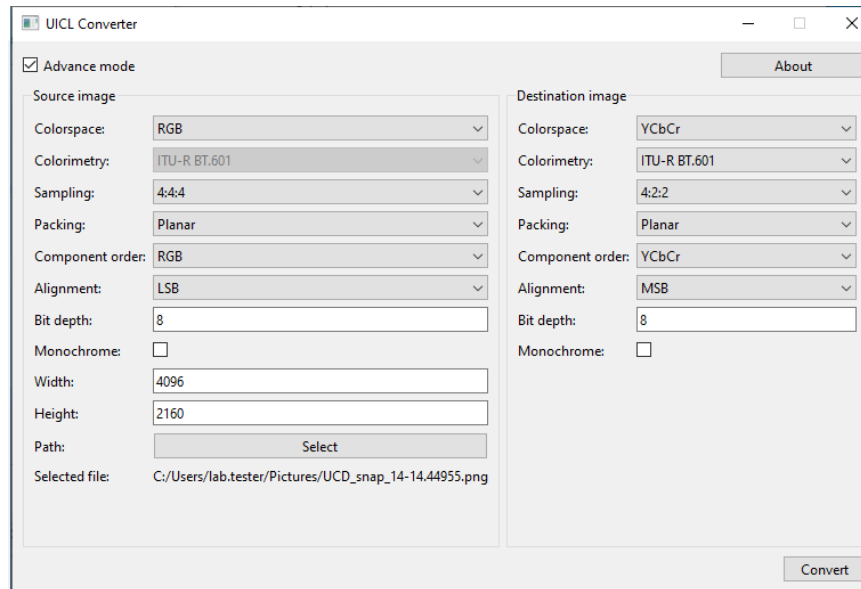 UICL Converter
Advance mode
About
Source image
Colorspace: RGB
Colorimetry: ITU-R BT.601
Sampling: 4:4:4
Packing: Planar
Component order: RGB
Alignment: LSB
Bit depth: 8
Monochrome:
Width: 4096
Height: 2160
Path: Select
Selected file: C:/Users/lab.tester/Pictures/UCD_snap_14-14.44955.png
Destination image
Colorspace: YCbCr
Colorimetry: ITU-R BT.601
Sampling: 4:2:2
Packing: Planar
Component order: YCbCr
Alignment: MSB
Bit depth: 8
Monochrome:
Convert